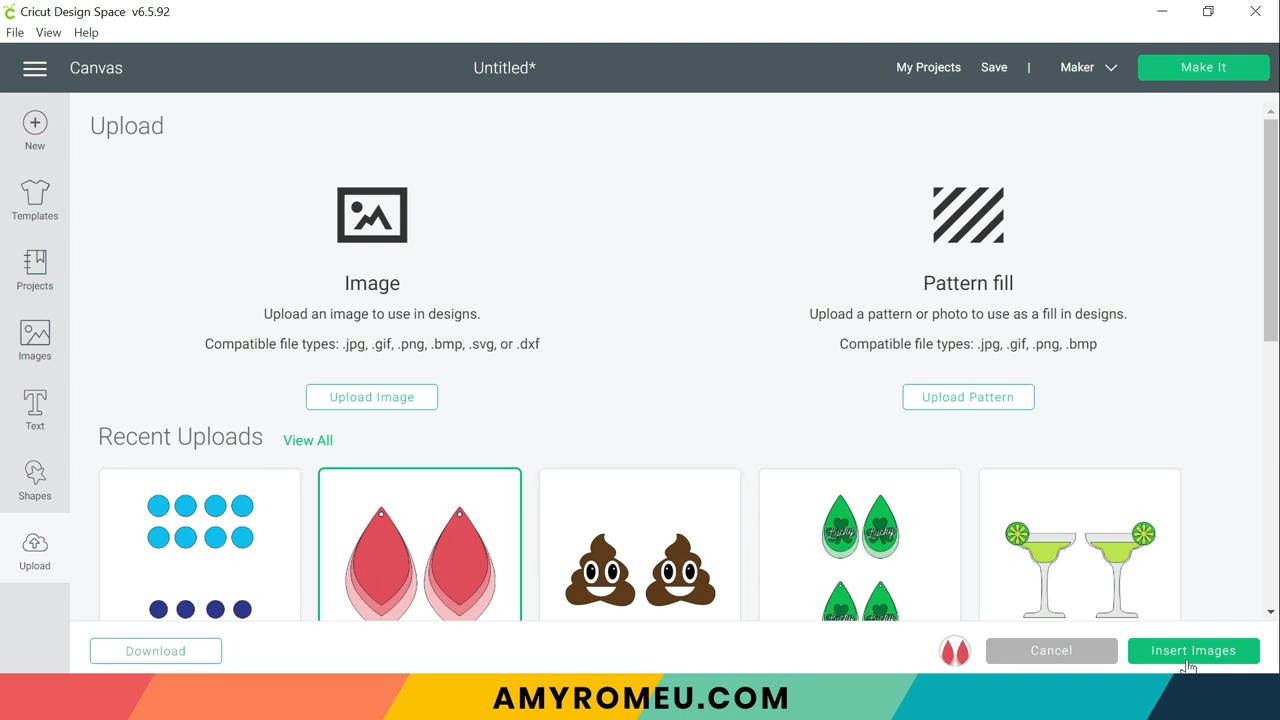 Cricut Design Space v6.5.92
File View Help
Canvas
Untitled*
My Projects Save | Maker
Make It
New
Templates
Projects
Images
Text
Shapes
Upload
Upload
Image
Upload an image to use in designs.
Compatible file types: .jpg, .gif, .png, .bmp, .svg, or .dxf
Upload Image
Pattern fill
Upload a pattern or photo to use as a fill in designs.
Compatible file types: .jpg, .gif, .png, .bmp
Upload Pattern
Recent Uploads View All
Lucky Lucky
Lucky Lucky
Download
Cancel
Insert Images
AMYROMEU.COM